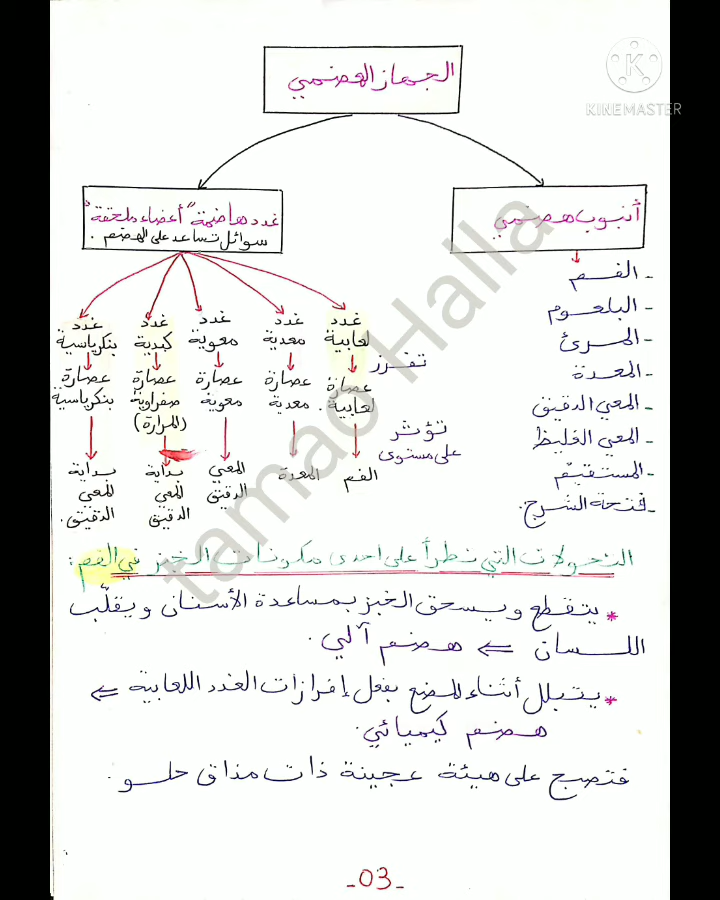 الجهاز الهضمي
KINEMASTER
أنبوب هضمي
غدد هاضمة "أعضاء ملحقة"
سوائل تساعد على الهضم.
- الفم
- البلعوم
- المرئ
- المعدة
- المعي الدقيق
- المعي الغليظ
- المستقيم
- فتحة الشرج.
غدد لعابية
غدد معدية
غدد معوية
غدد كبدية
غدد بنكرياسية
تفرز
عصارة لعابية.
عصارة معدية
عصارة معوية
عصارة صفراوية (المرارة)
عصارة بنكرياسية
تؤثر
على مستوى
الفم
المعدة
المعي الدقيق
بداية المعي الدقيق
بداية المعي الدقيق.
التحولات التي تطرأ على احدى مكونات الخبز في الفم:
* يتقطع ويسحق الخبز بمساعدة الأسنان ويقلّب
اللسان ⇐ هضم آلي.
* يتبلل أثناء المضغ بفعل إفرازات الغدد اللعابية ⇐
هضم كيميائي.
فتصبح على هيئة عجينة ذات مذاق حلو.
tamao Halla
-03-